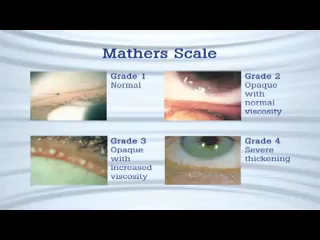 Mathers Scale
Grade 1
Normal
Grade 2
Opaque
with
normal
viscosity
Grade 3
Opaque
with
Increased
viscosity
Grade 4
Severe
thickening